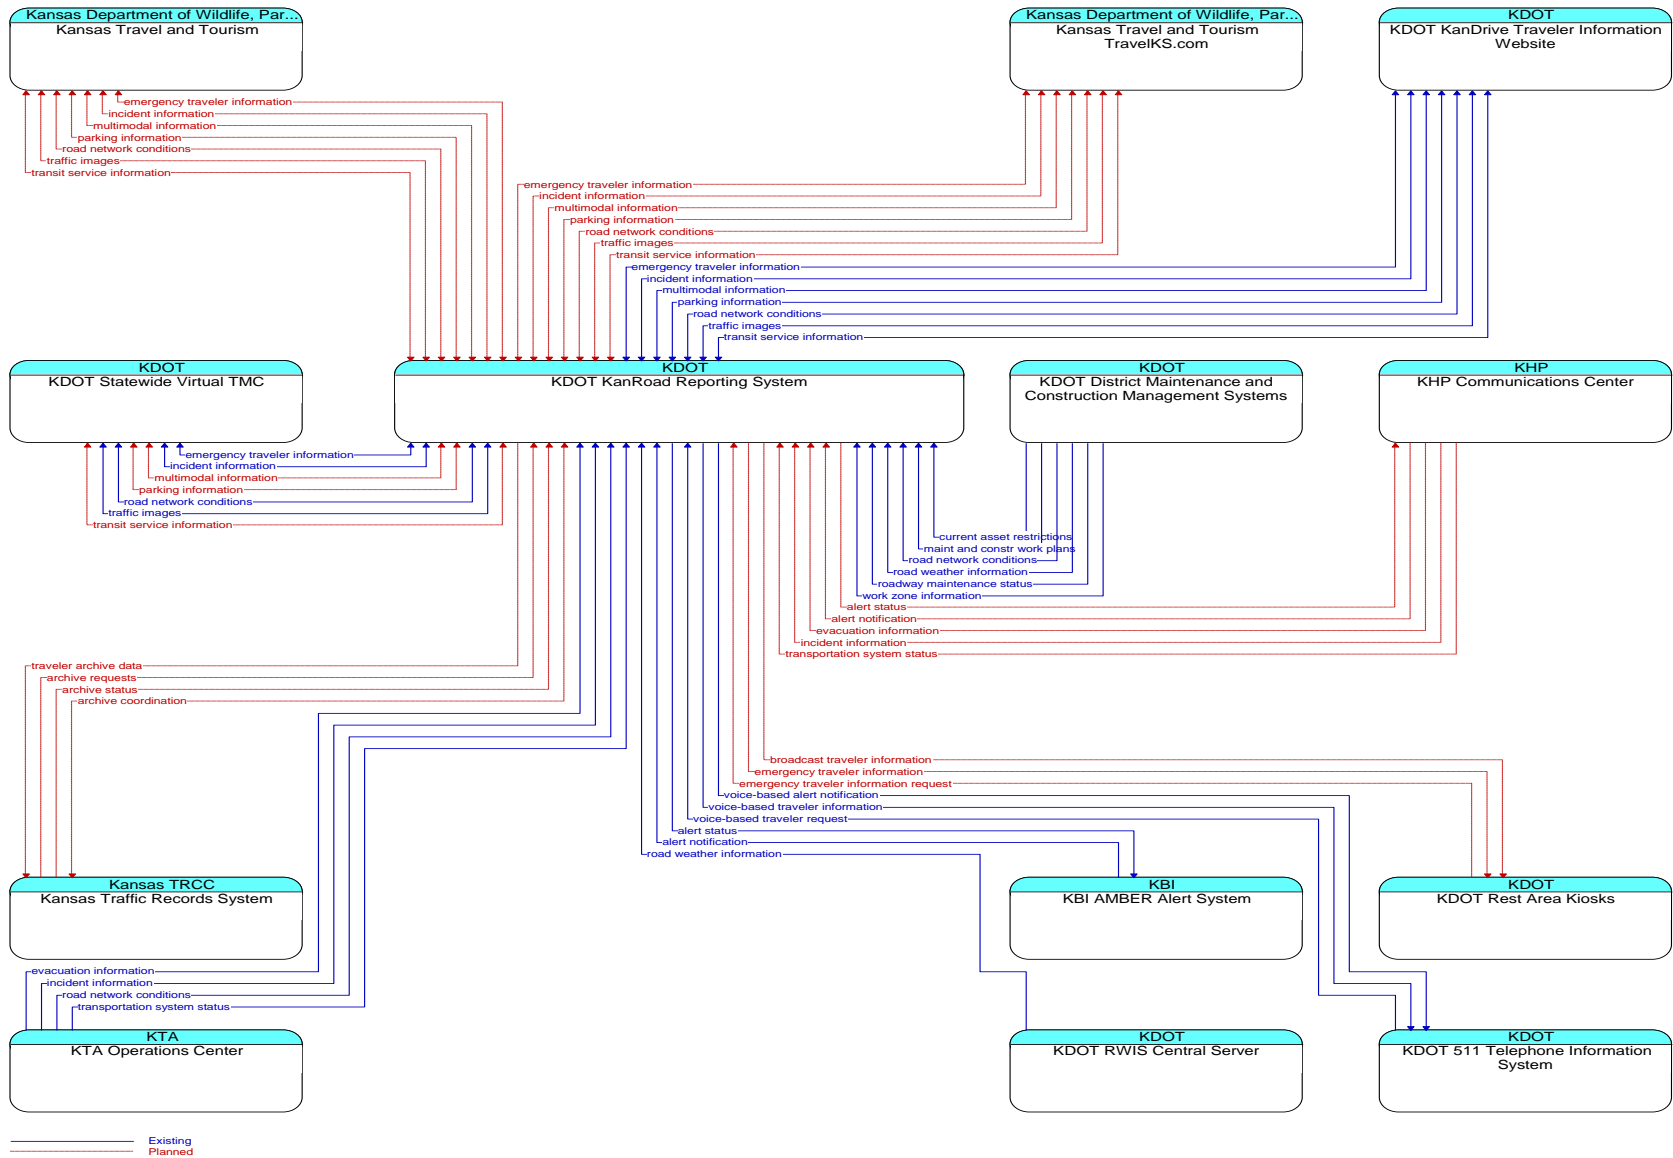 Kansas Department of Wildlife, Par...
Kansas Travel and Tourism
Kansas Department of Wildlife, Par...
Kansas Travel and Tourism
TravelKS.com
KDOT
KDOT KanDrive Traveler Information
Website
emergency traveler information
incident information
multimodal information
parking information
road network conditions
traffic images
transit service information
emergency traveler information
incident information
multimodal information
parking information
road network conditions
traffic images
transit service information
emergency traveler information
incident information
multimodal information
parking information
road network conditions
traffic images
transit service information
KDOT
KDOT Statewide Virtual TMC
KDOT
KDOT KanRoad Reporting System
KDOT
KDOT District Maintenance and
Construction Management Systems
KHP
KHP Communications Center
emergency traveler information
incident information
multimodal information
parking information
road network conditions
traffic images
transit service information
current asset restrictions
maint and constr work plans
road network conditions
road weather information
roadway maintenance status
work zone information
alert status
alert notification
evacuation information
incident information
transportation system status
traveler archive data
archive requests
archive status
archive coordination
broadcast traveler information
emergency traveler information
emergency traveler information request
voice-based alert notification
voice-based traveler information
voice-based traveler request
alert status
alert notification
road weather information
Kansas TRCC
Kansas Traffic Records System
KBI
KBI AMBER Alert System
KDOT
KDOT Rest Area Kiosks
evacuation information
incident information
road network conditions
transportation system status
KTA
KTA Operations Center
KDOT
KDOT RWIS Central Server
KDOT
KDOT 511 Telephone Information
System
Existing
Planned